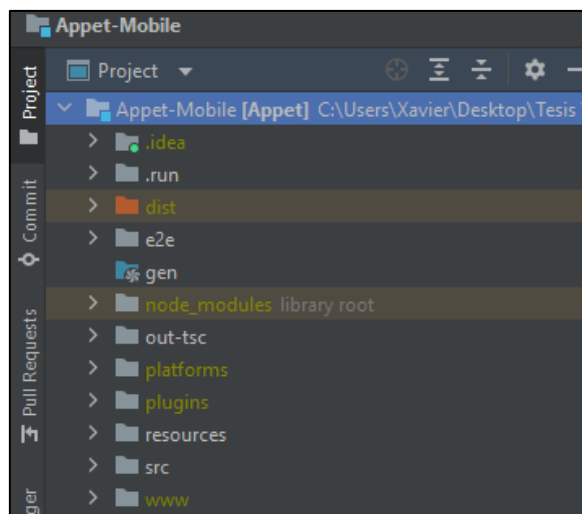 Appet-Mobile
Project
Appet-Mobile [Appet] C:\Users\Xavier\Desktop\Tesis
.idea
.run
dist
e2e
gen
node_modules library root
out-tsc
platforms
plugins
resources
src
www
Project
Commit
Pull Requests